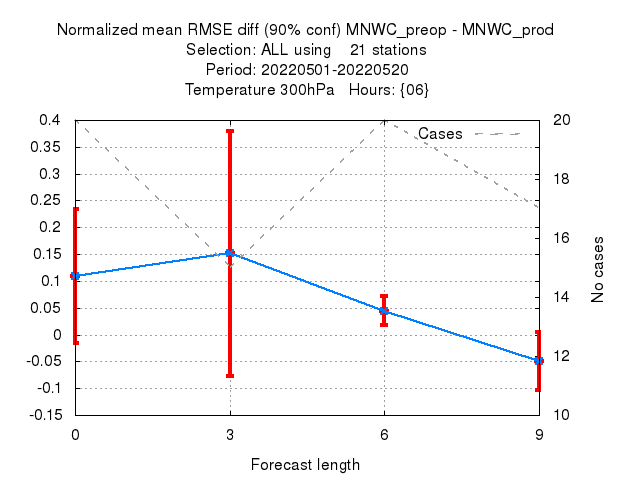 Normalized mean RMSE diff (90% conf) MNWC_preop - MNWC_prod
Selection: ALL using    21 stations
Period: 20220501-20220520
Temperature 300hPa   Hours: {06}
Cases
0.4
0.35
0.3
0.25
0.2
0.15
0.1
0.05
0
-0.05
-0.1
-0.15
20
18
16
14
12
10
No cases
0 3 6 9
Forecast length